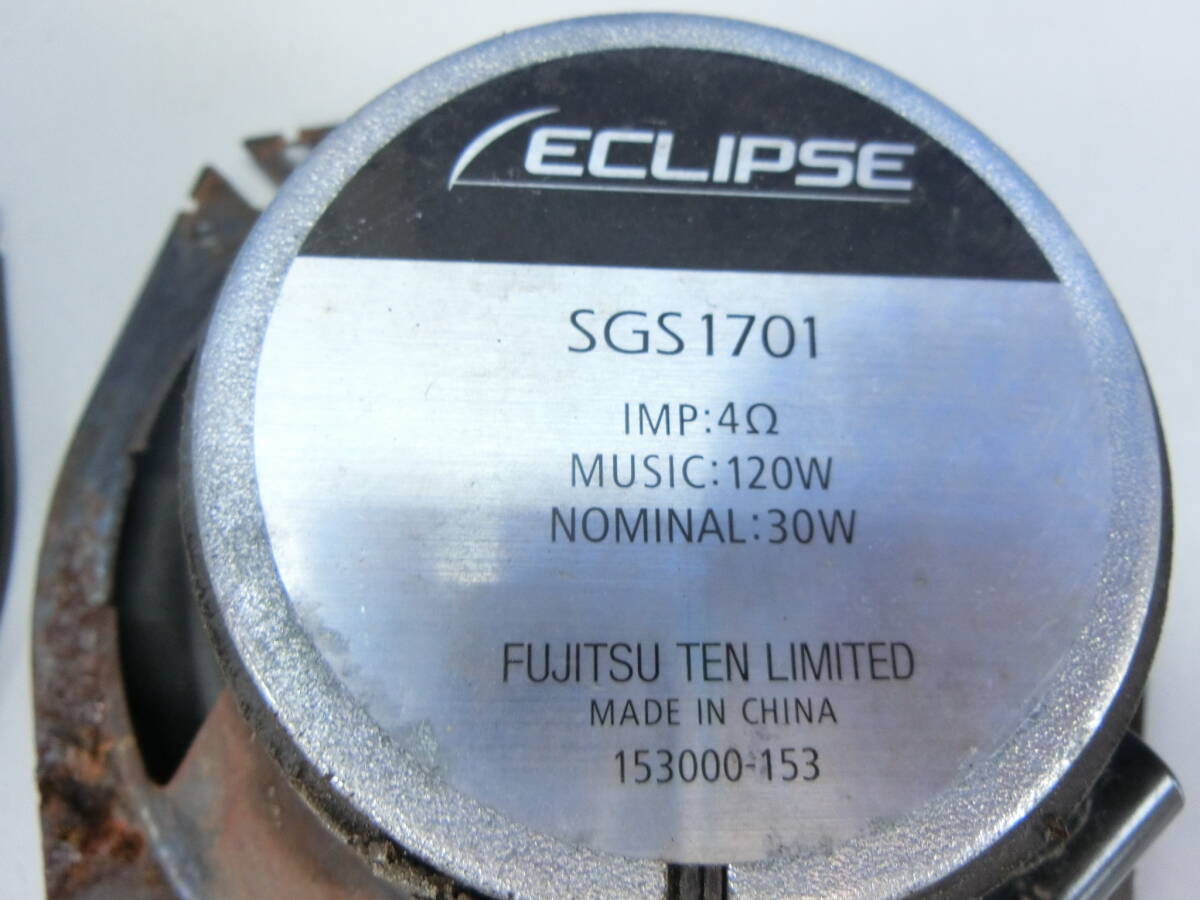 ECLIPSE
SGS1701
IMP:4Ω
MUSIC:120W
NOMINAL:30W
FUJITSU TEN LIMITED
MADE IN CHINA
153000-153